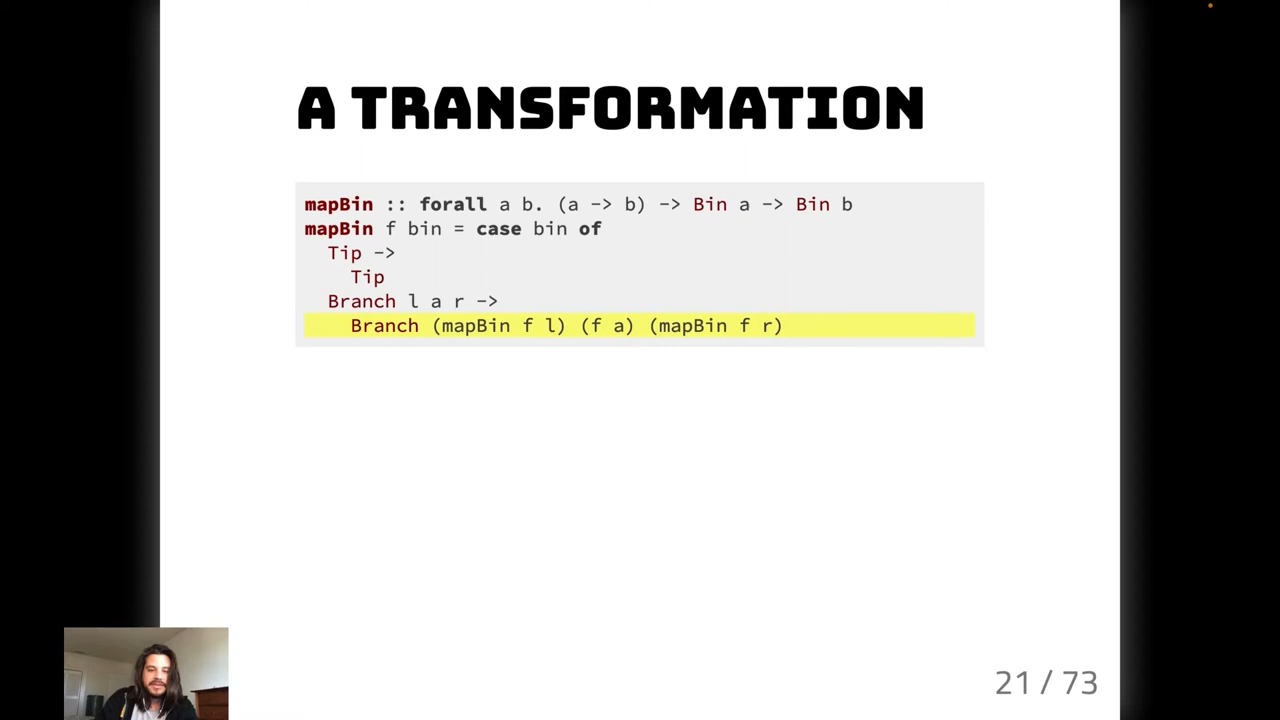 A TRANSFORMATION
mapBin :: forall a b. (a -> b) -> Bin a -> Bin b
mapBin f bin = case bin of
  Tip ->
    Tip
  Branch l a r ->
    Branch (mapBin f l) (f a) (mapBin f r)
21 / 73